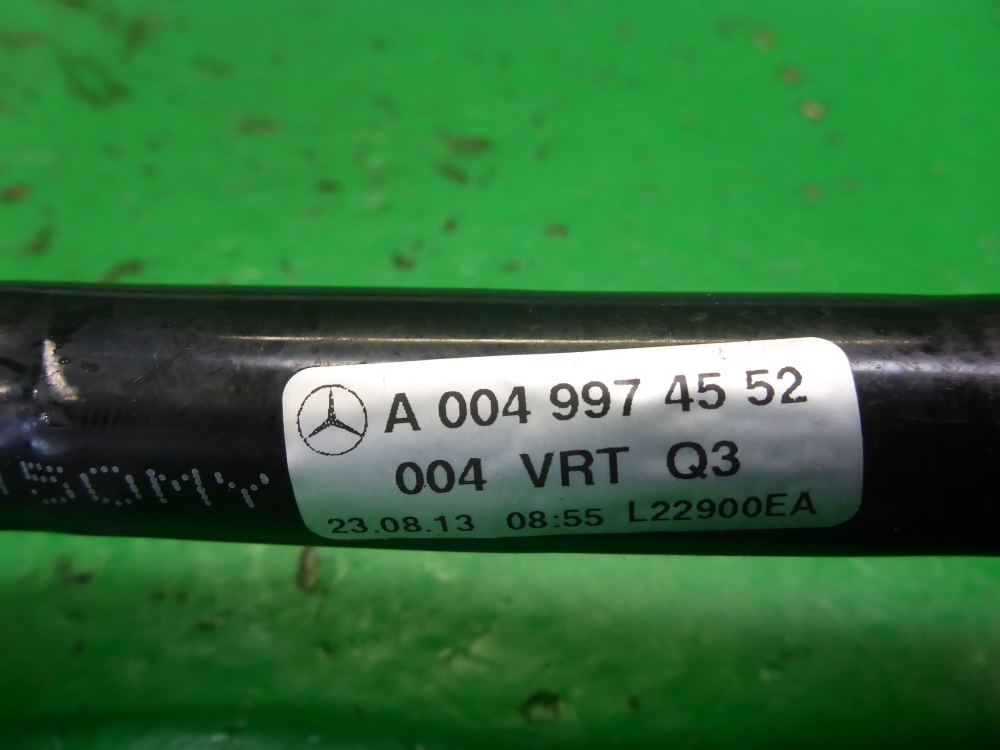 A 004 997 45 52
004 VRT Q3
23.08.13 08:55 L22900EA